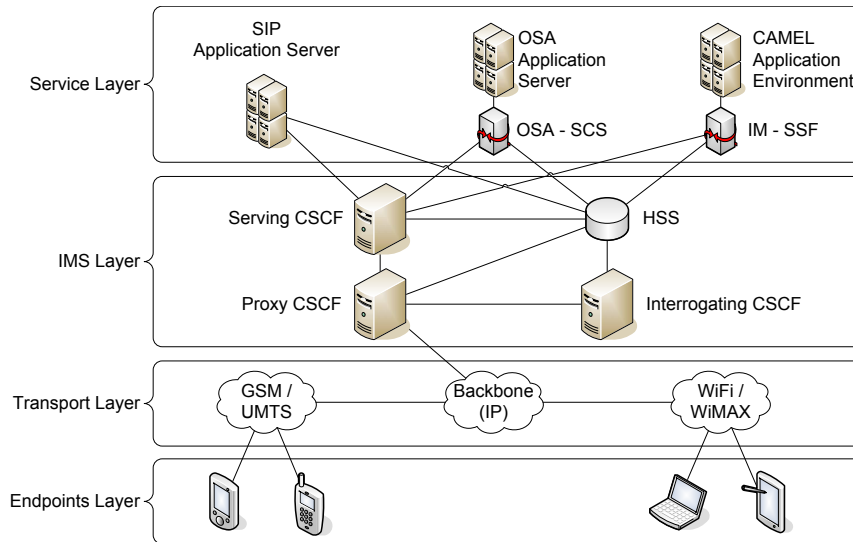 SIP
Application Server
OSA
Application
Server
CAMEL
Application
Environment
Service Layer
OSA - SCS
IM - SSF
Serving CSCF
HSS
IMS Layer
Proxy CSCF
Interrogating CSCF
GSM /
UMTS
Backbone
(IP)
WiFi /
WiMAX
Transport Layer
Endpoints Layer